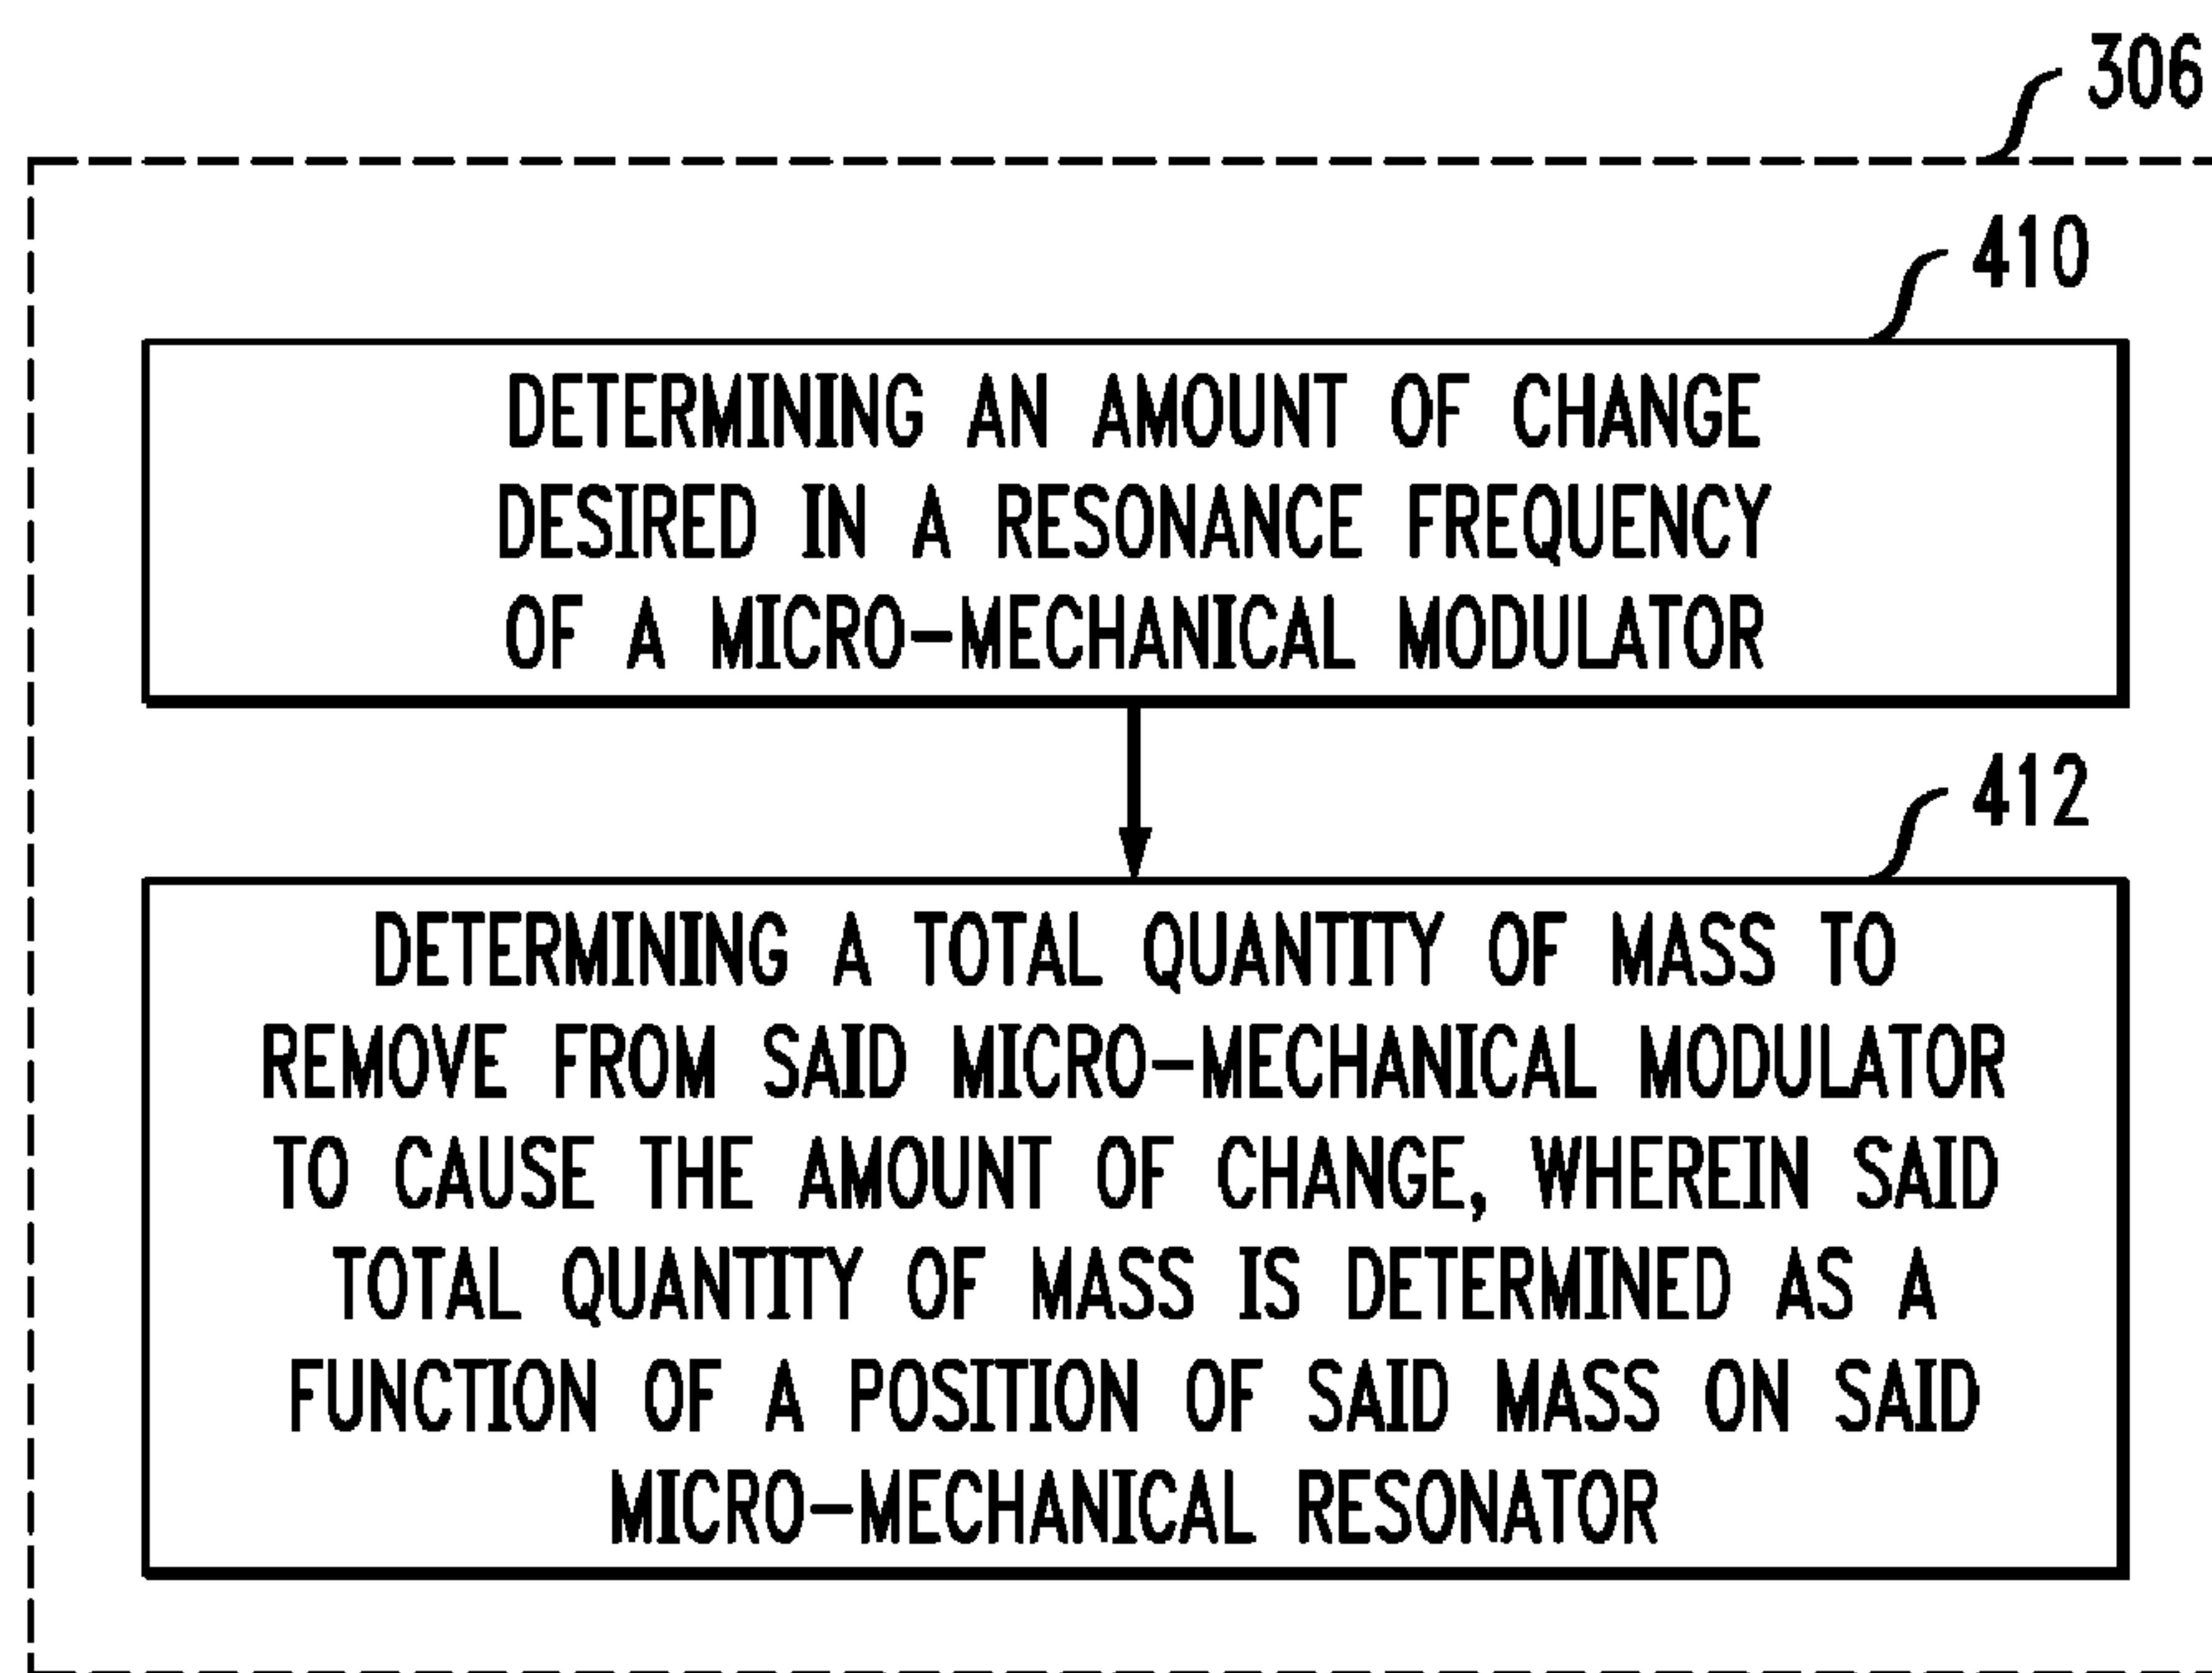 306
410
DETERMINING AN AMOUNT OF CHANGE
DESIRED IN A RESONANCE FREQUENCY
OF A MICRO-MECHANICAL MODULATOR
412
DETERMINING A TOTAL QUANTITY OF MASS TO
REMOVE FROM SAID MICRO-MECHANICAL MODULATOR
TO CAUSE THE AMOUNT OF CHANGE, WHEREIN SAID
TOTAL QUANTITY OF MASS IS DETERMINED AS A
FUNCTION OF A POSITION OF SAID MASS ON SAID
MICRO-MECHANICAL RESONATOR